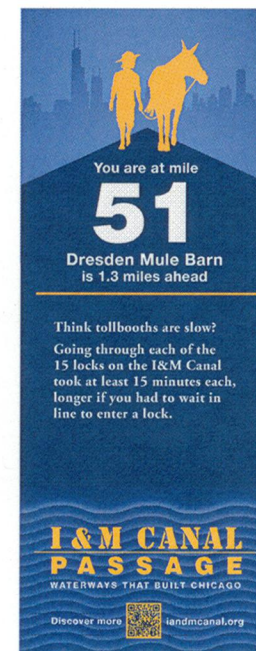 You are at mile
51
Dresden Mule Barn
is 1.3 miles ahead
Think tollbooths are slow?
Going through each of the
15 locks on the I&M Canal
took at least 15 minutes each,
longer if you had to wait in
line to enter a lock.
I & M CANAL
PASSAGE
WATERWAYS THAT BUILT CHICAGO
Discover more iandmcanal.org